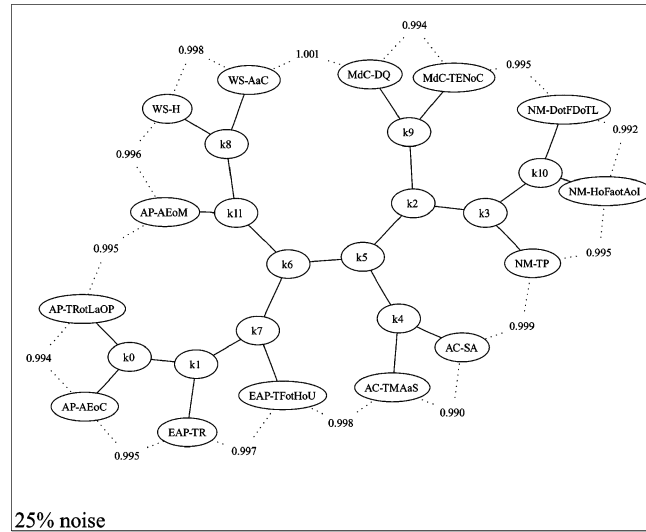 0.998
1.001
0.994
WS-AaC
MdC-DQ
MdC-TENoC
0.995
WS-H
NM-DotFDoTL
0.992
k9
k8
0.996
k10
NM-HoFaotAoI
AP-AEoM
k11
k2
k3
0.995
0.995
k6
k5
NM-TP
AP-TRotLaOP
k7
k4
0.999
AC-SA
0.994
k0
k1
AC-TMAaS
EAP-TFotHoU
AP-AEoC
0.990
0.998
EAP-TR
0.995
0.997
25% noise